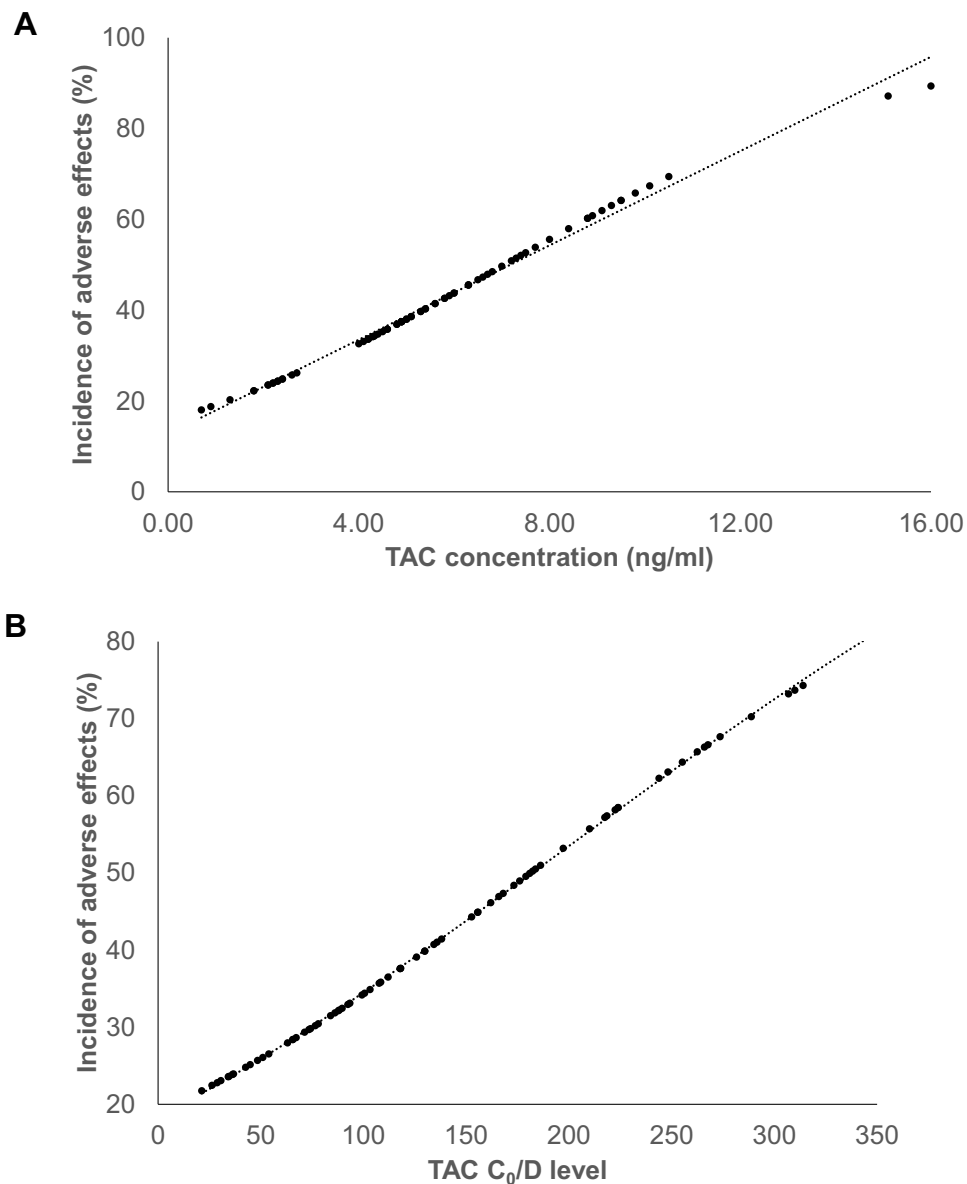 A
Incidence of adverse effects (%)
100
80
60
40
20
0
0.00 4.00 8.00 12.00 16.00
TAC concentration (ng/ml)
B
Incidence of adverse effects (%)
80
70
60
50
40
30
20
0 50 100 150 200 250 300 350
TAC C₀/D level